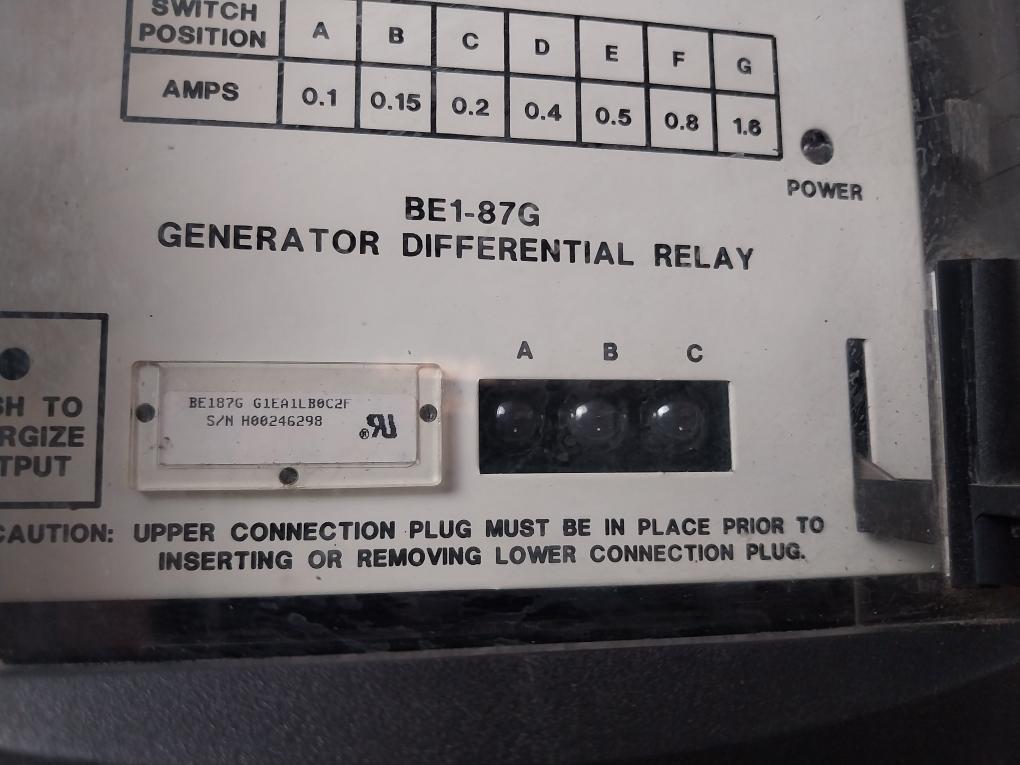 SWITCH POSITION A B C D E F G
AMPS 0.1 0.15 0.2 0.4 0.5 0.8 1.6
POWER
BE1-87G
GENERATOR DIFFERENTIAL RELAY
A B C
SH TO
RGIZE
TPUT
BE187G G1EA1LB0C2F
S/N H00246298
CAUTION: UPPER CONNECTION PLUG MUST BE IN PLACE PRIOR TO
INSERTING OR REMOVING LOWER CONNECTION PLUG.